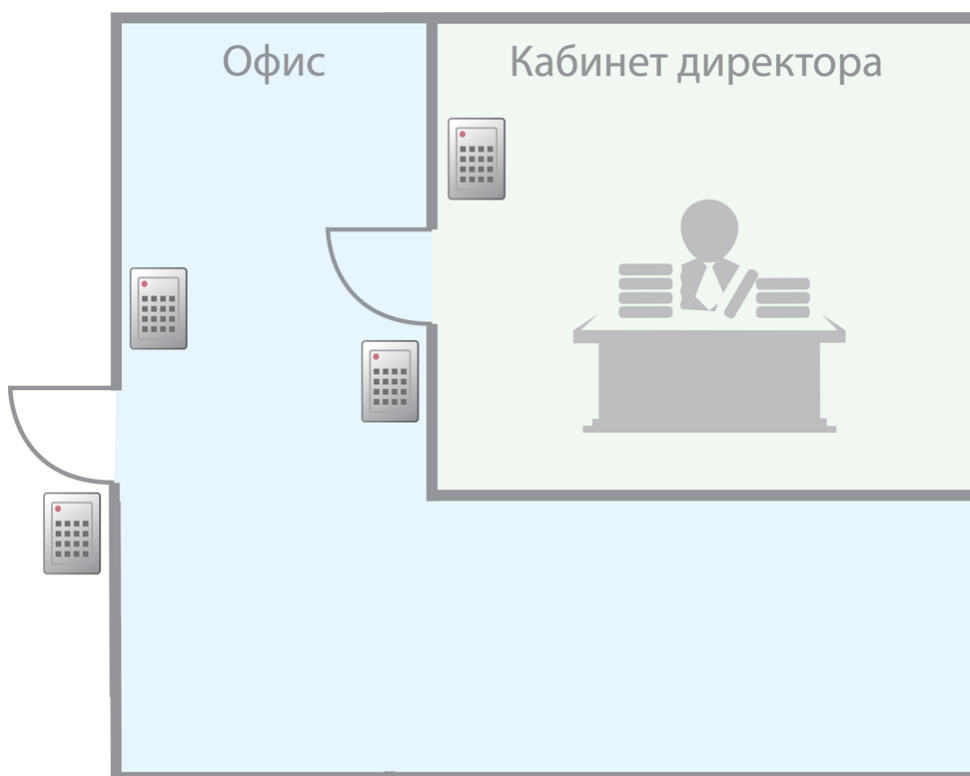 Офис
Кабинет директора